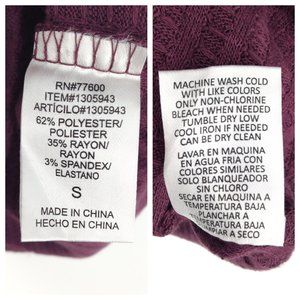 RN#77600
ITEM#1305943
ARTÍCILO#1305943
62% POLYESTER/
POLIESTER
35% RAYON/
RAYON
3% SPANDEX/
ELASTANO
S
MADE IN CHINA
HECHO EN CHINA
MACHINE WASH COLD
WITH LIKE COLORS
ONLY NON-CHLORINE
BLEACH WHEN NEEDED
TUMBLE DRY LOW
COOL IRON IF NEEDED
CAN BE DRY CLEAN
LAVAR EN MAQUINA
EN AGUA FRIA CON
COLORES SIMILARES
SOLO BLANQUEADOR
SIN CLORO
SECAR EN MAQUINA A
TEMPERATURA BAJA
PLANCHAR A
TEMPERATURA BAJA
LIMPIAR A SECO